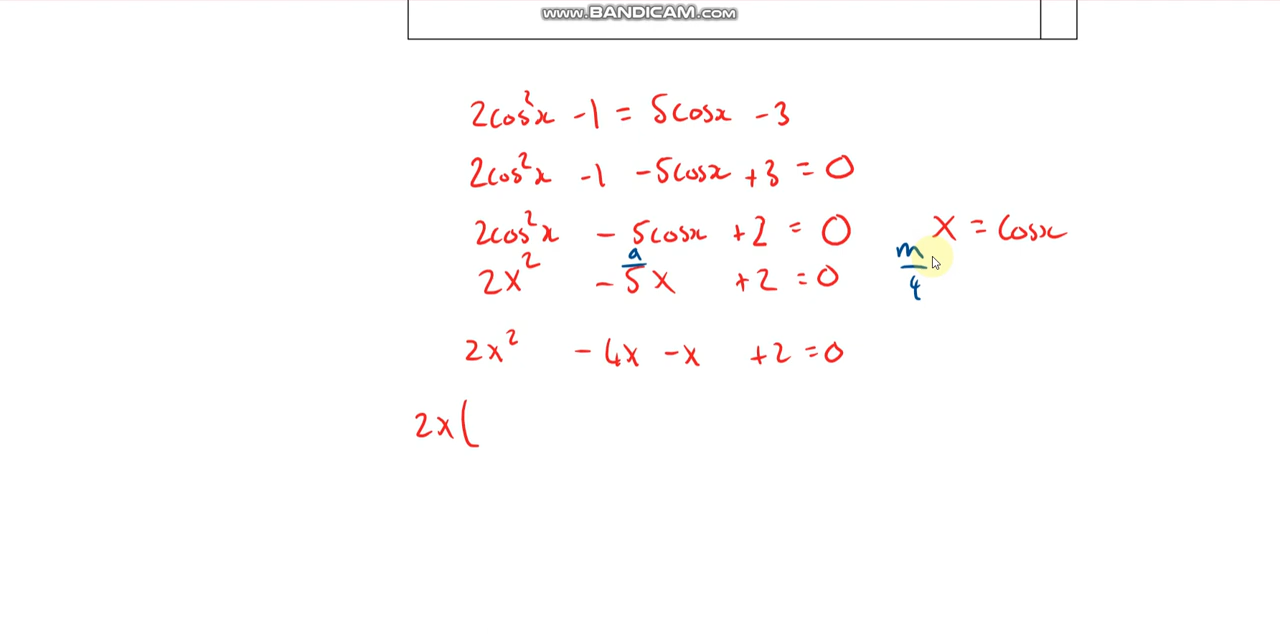 www.BANDICAM.com
2cos²x - 1 = 5cosx - 3
2cos²x - 1 - 5cosx + 3 = 0
2cos²x - 5cosx + 2 = 0 X = Cosx
a m
2X² - 5X + 2 = 0 4
2X² - 4X - X + 2 = 0
2X(